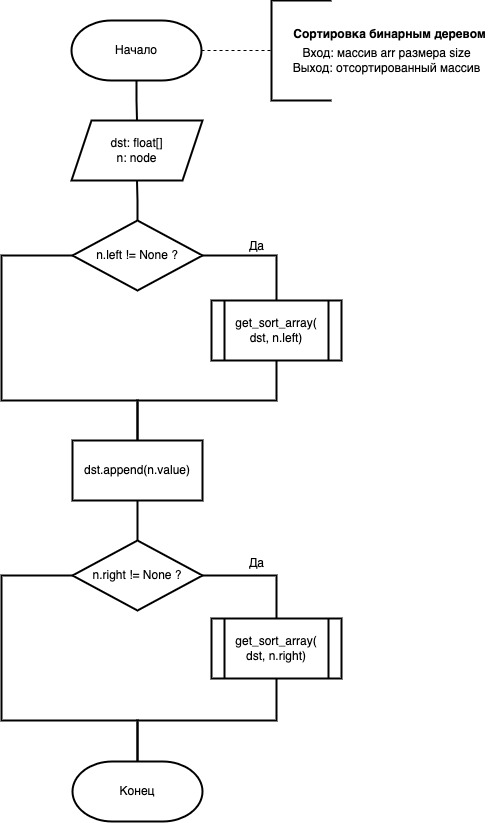 Начало
Сортировка бинарным деревом
Вход: массив arr размера size
Выход: отсортированный массив
dst: float[]
n: node
n.left != None ?
Да
get_sort_array(
dst, n.left)
dst.append(n.value)
n.right != None ?
Да
get_sort_array(
dst, n.right)
Конец